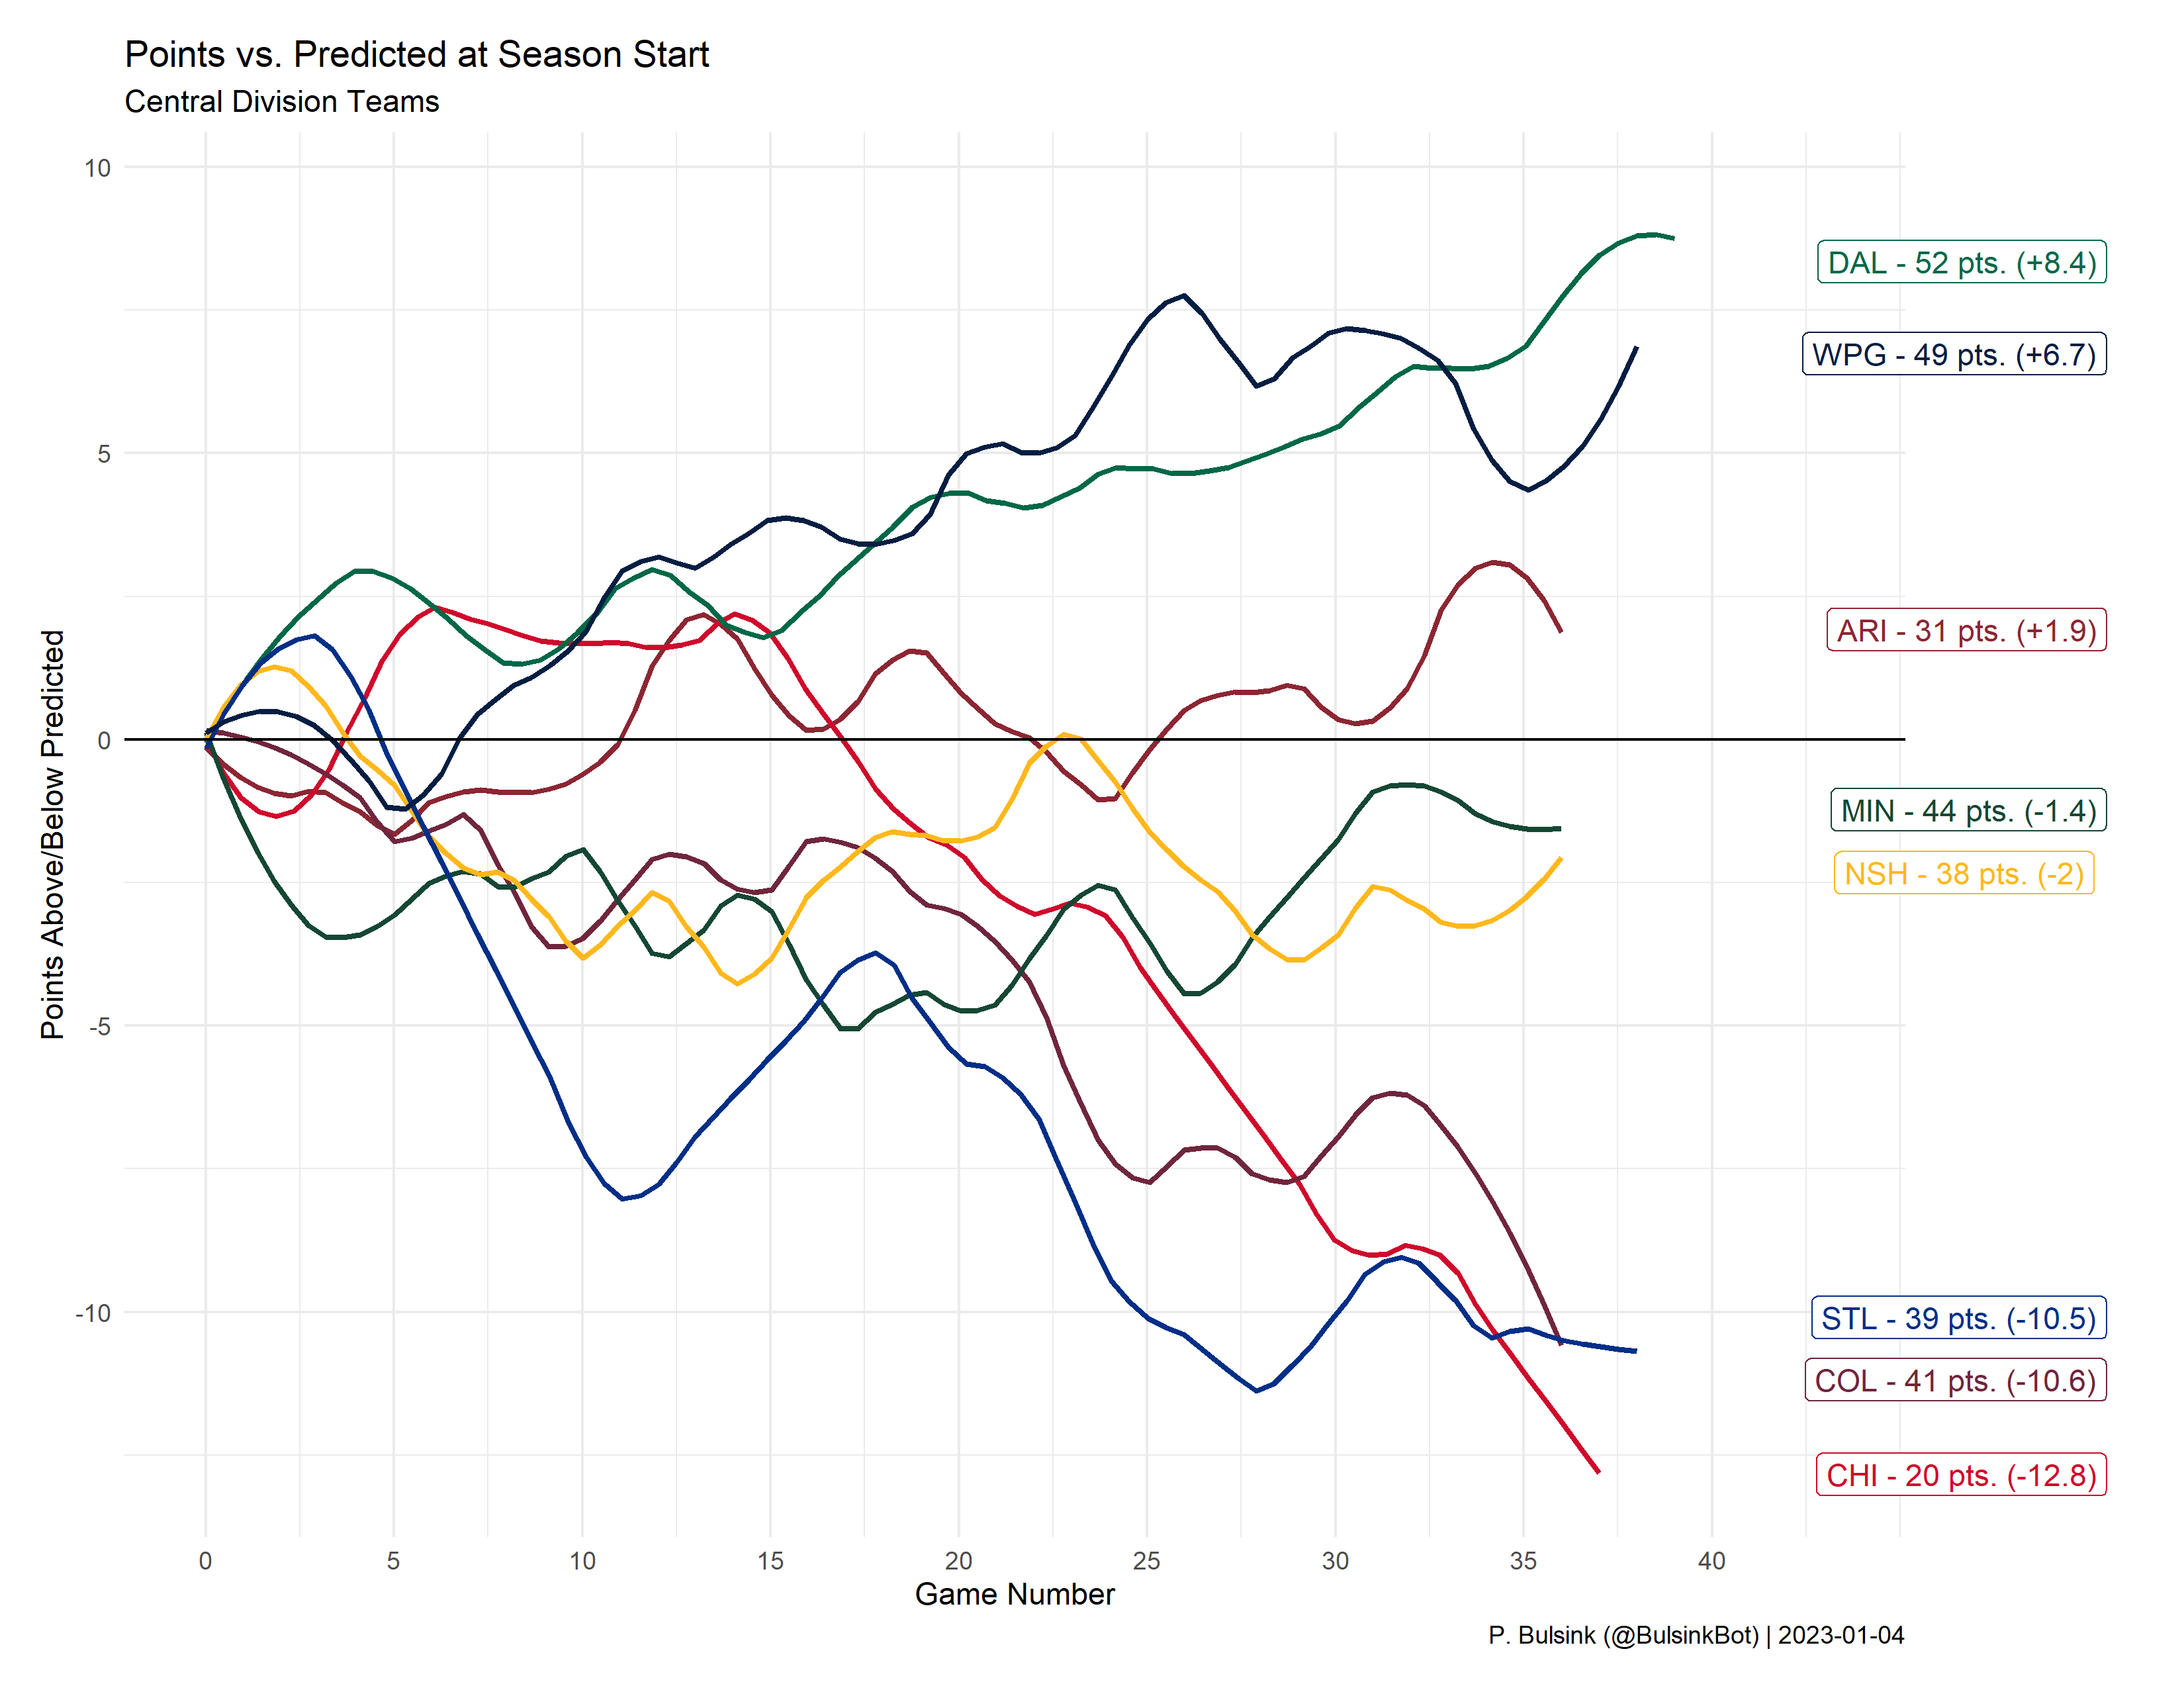 Points vs. Predicted at Season Start
Central Division Teams
Points Above/Below Predicted
10
5
0
-5
-10
DAL - 52 pts. (+8.4)
WPG - 49 pts. (+6.7)
ARI - 31 pts. (+1.9)
MIN - 44 pts. (-1.4)
NSH - 38 pts. (-2)
STL - 39 pts. (-10.5)
COL - 41 pts. (-10.6)
CHI - 20 pts. (-12.8)
0 5 10 15 20 25 30 35 40
Game Number
P. Bulsink (@BulsinkBot) | 2023-01-04